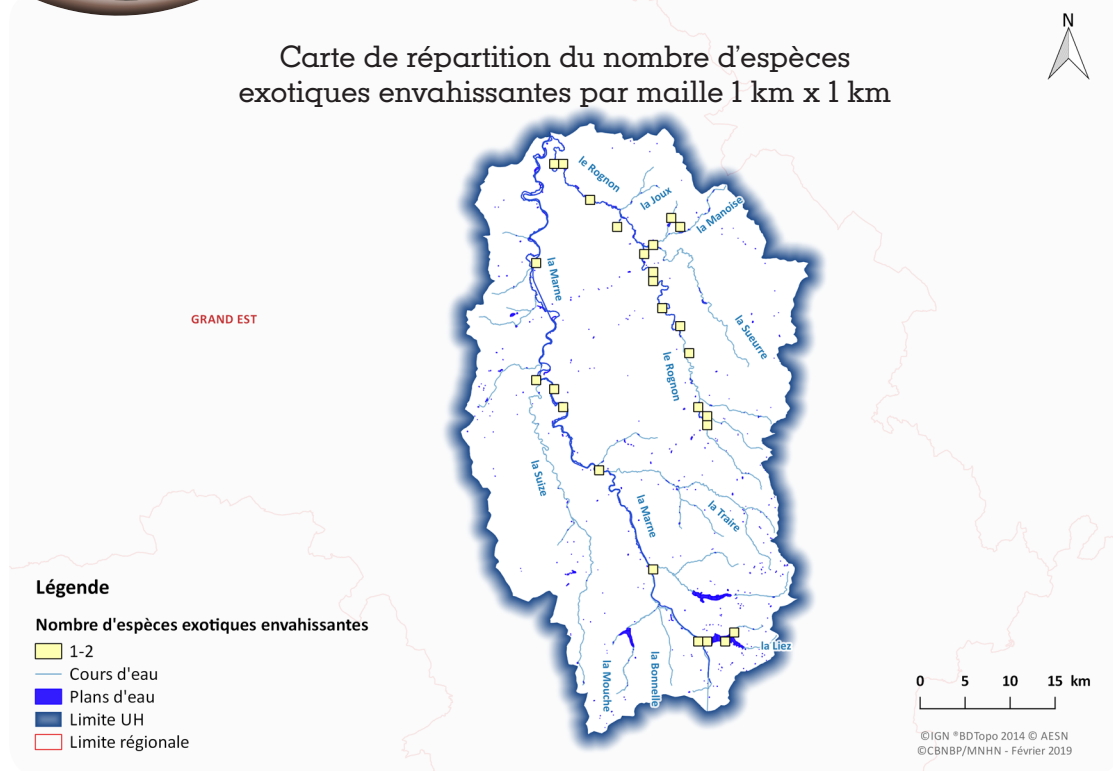 Carte de répartition du nombre d'espèces
exotiques envahissantes par maille 1 km x 1 km
N
le Rognon
la Joux
la Manoise
la Marne
GRAND EST
la Sueurre
le Rognon
la Suize
la Marne
la Traire
la Liez
la Mouche
la Bonnelle
Légende
Nombre d'espèces exotiques envahissantes
1-2
Cours d'eau
Plans d'eau
Limite UH
Limite régionale
0 5 10 15 km
©IGN ®BDTopo 2014 © AESN
©CBNBP/MNHN - Février 2019